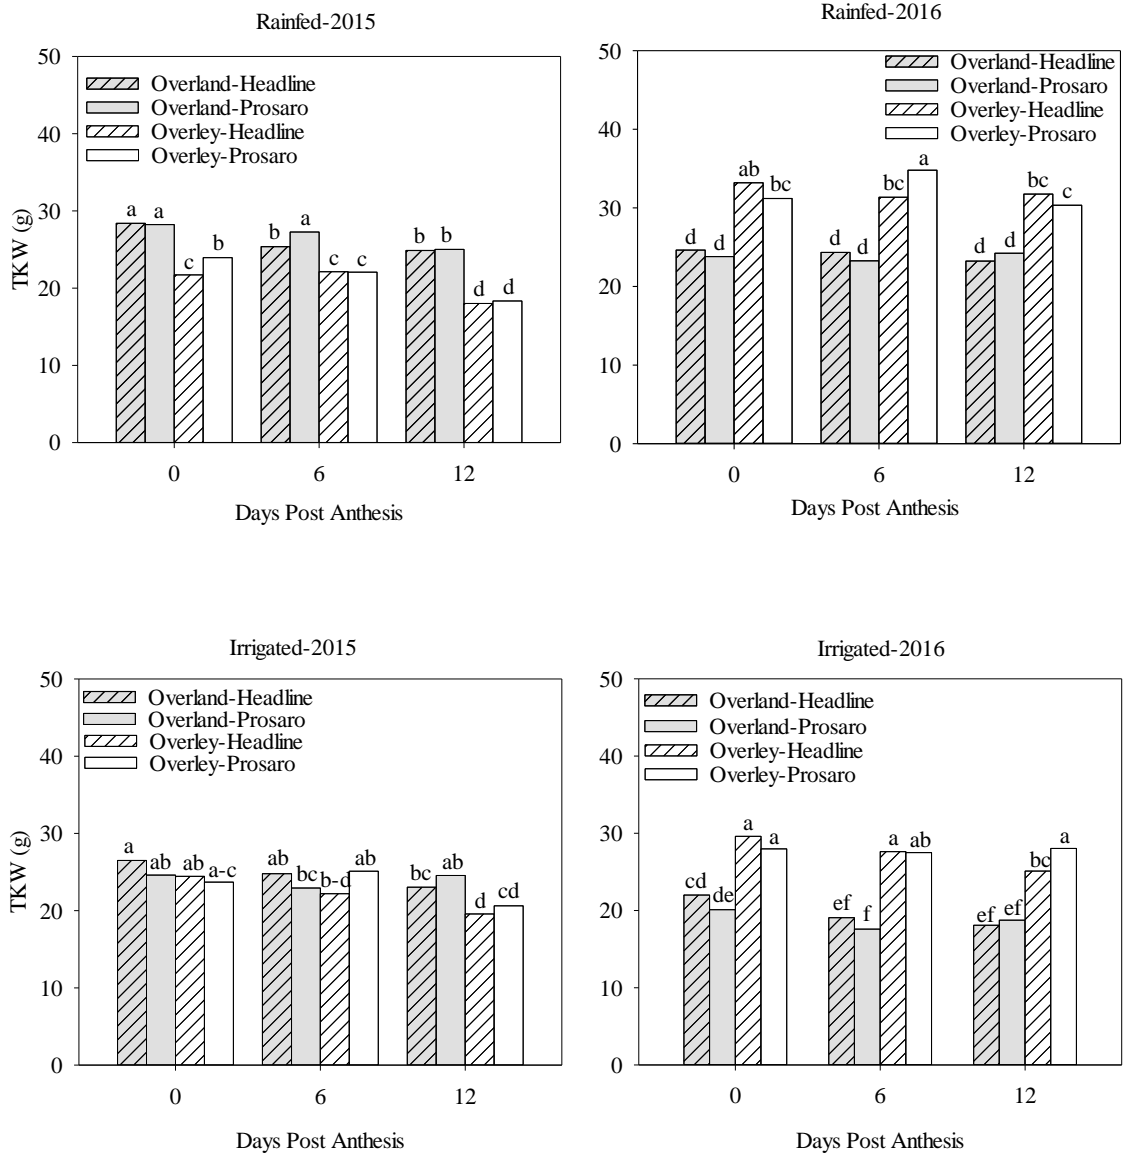 Rainfed-2015
50
40
30
20
10
0
TKW (g)
Overland-Headline
Overland-Prosaro
Overley-Headline
Overley-Prosaro
a a c b
b a c c
b b d d
0 6 12
Days Post Anthesis
Rainfed-2016
50
40
30
20
10
0
Overland-Headline
Overland-Prosaro
Overley-Headline
Overley-Prosaro
d d ab bc
d d bc a
d d bc c
0 6 12
Days Post Anthesis
Irrigated-2015
50
40
30
20
10
0
TKW (g)
Overland-Headline
Overland-Prosaro
Overley-Headline
Overley-Prosaro
a ab ab a-c
ab bc b-d ab
bc ab d cd
0 6 12
Days Post Anthesis
Irrigated-2016
50
40
30
20
10
0
Overland-Headline
Overland-Prosaro
Overley-Headline
Overley-Prosaro
cd de a a
ef f a ab
ef ef bc a
0 6 12
Days Post Anthesis